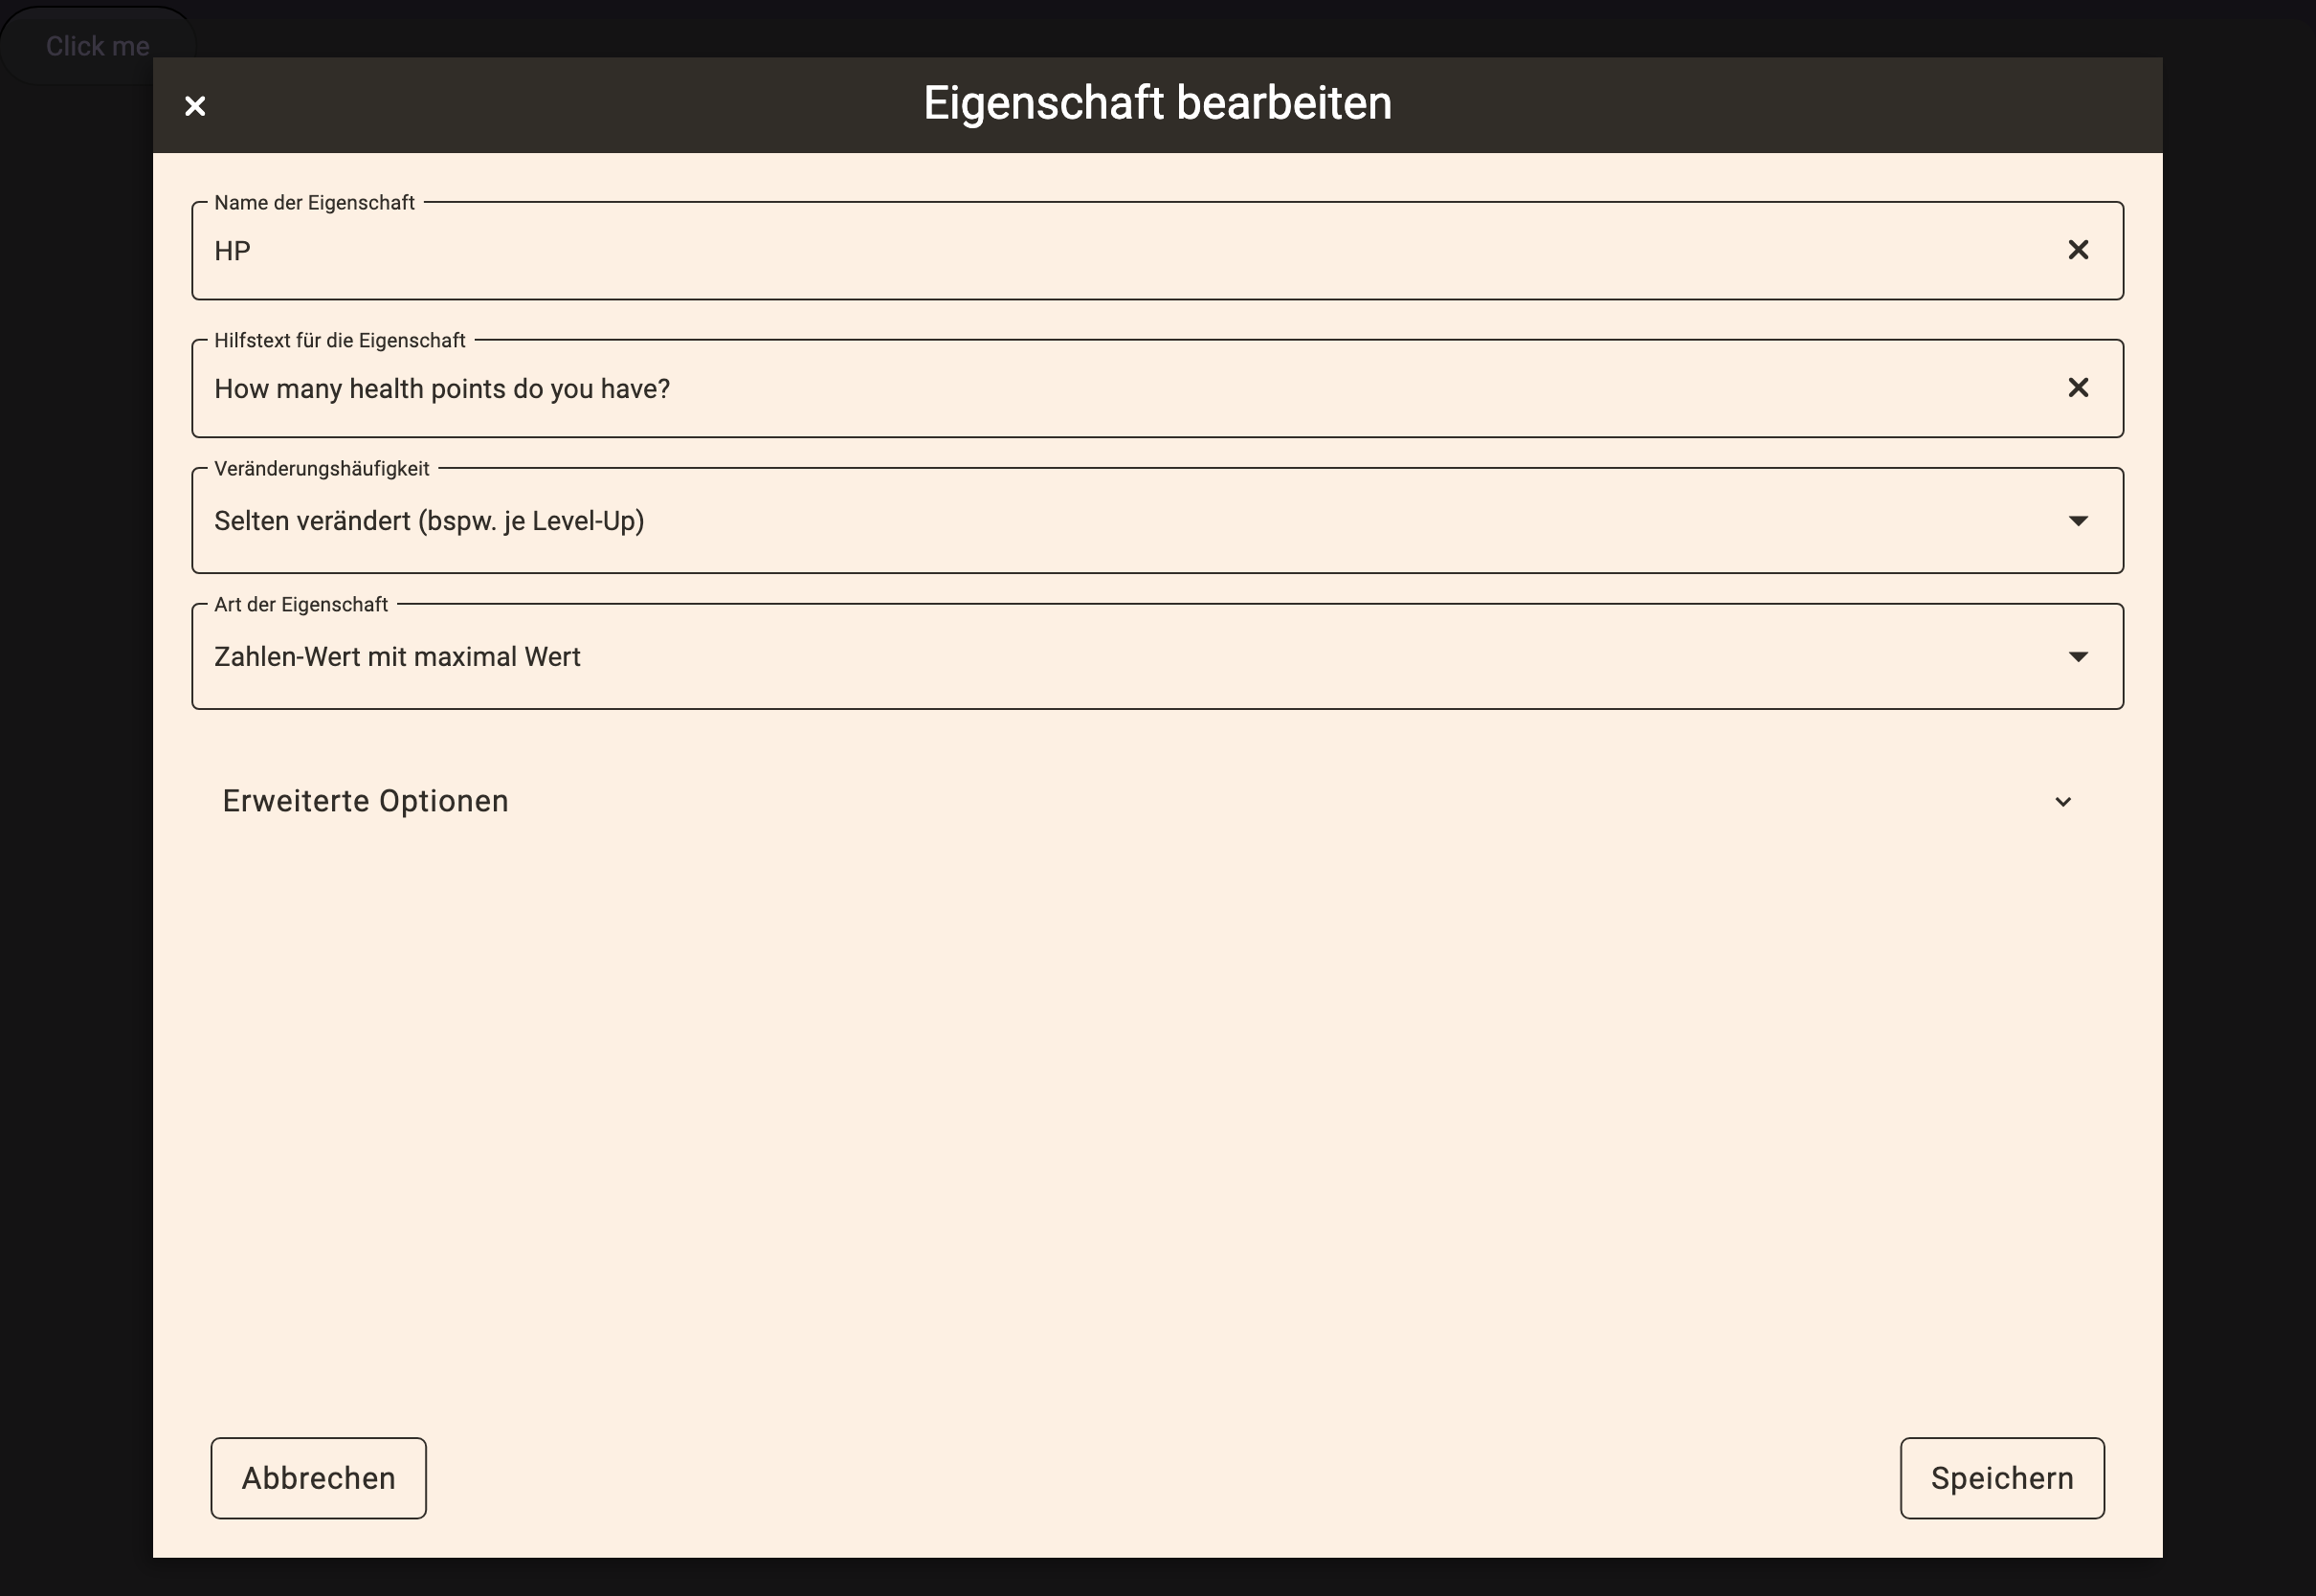 Click me
Eigenschaft bearbeiten
Name der Eigenschaft
HP
Hilfstext für die Eigenschaft
How many health points do you have?
Veränderungshäufigkeit
Selten verändert (bspw. je Level-Up)
Art der Eigenschaft
Zahlen-Wert mit maximal Wert
Erweiterte Optionen
Abbrechen
Speichern